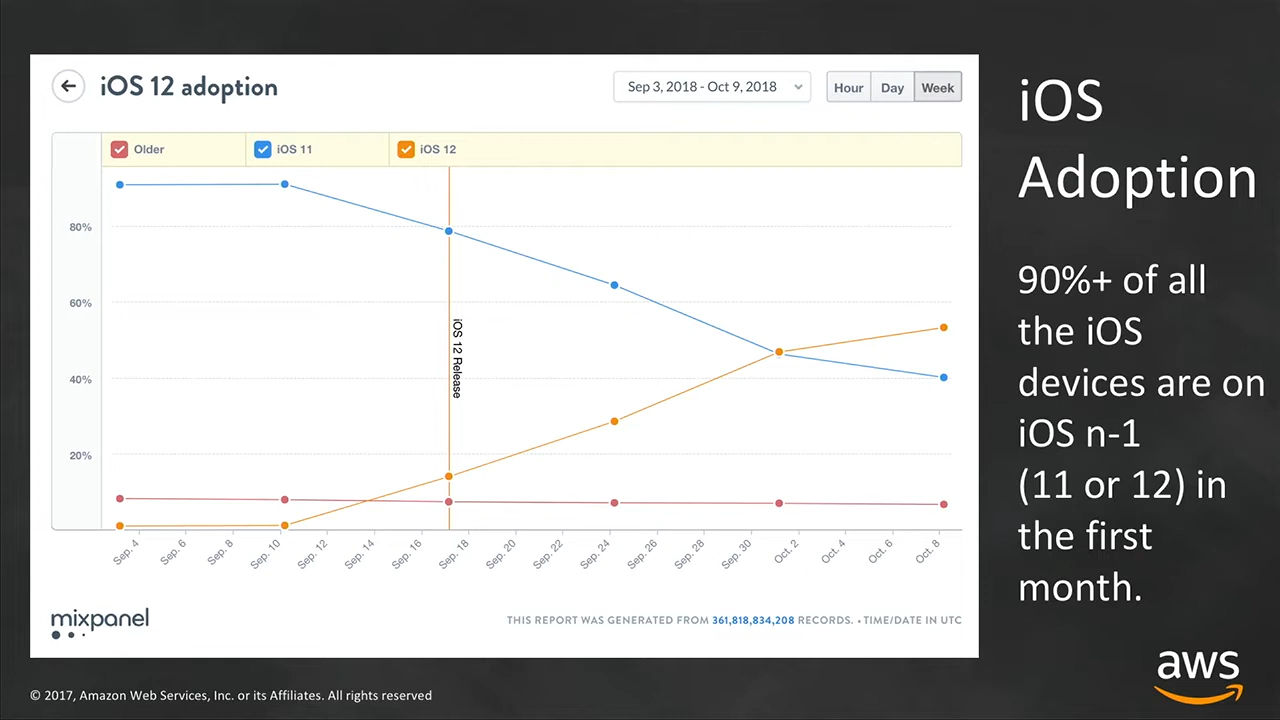 iOS 12 adoption
Sep 3, 2018 - Oct 9, 2018
Hour Day Week
Older iOS 11 iOS 12
80%
60%
40%
20%
iOS 12 Release
Sep. 4 Sep. 6 Sep. 8 Sep. 10 Sep. 12 Sep. 14 Sep. 16 Sep. 18 Sep. 20 Sep. 22 Sep. 24 Sep. 26 Sep. 28 Sep. 30 Oct. 2 Oct. 4 Oct. 6 Oct. 8
mixpanel
THIS REPORT WAS GENERATED FROM 361,818,834,208 RECORDS. • TIME/DATE IN UTC
iOS
Adoption
90%+ of all
the iOS
devices are on
iOS n-1
(11 or 12) in
the first
month.
aws
© 2017, Amazon Web Services, Inc. or its Affiliates. All rights reserved